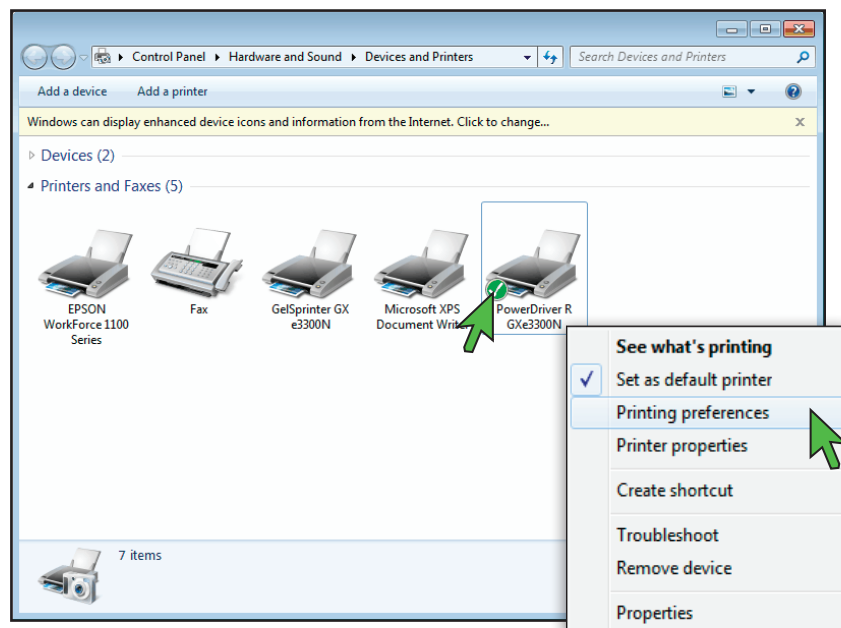 Control Panel Hardware and Sound Devices and Printers Search Devices and Printers
Add a device Add a printer
Windows can display enhanced device icons and information from the Internet. Click to change... x
Devices (2)
Printers and Faxes (5)
EPSON
WorkForce 1100
Series
Fax
GelSprinter GX
e3300N
Microsoft XPS
Document Writer
PowerDriver R
GXe3300N
See what's printing
Set as default printer
Printing preferences
Printer properties
Create shortcut
Troubleshoot
Remove device
Properties
7 items